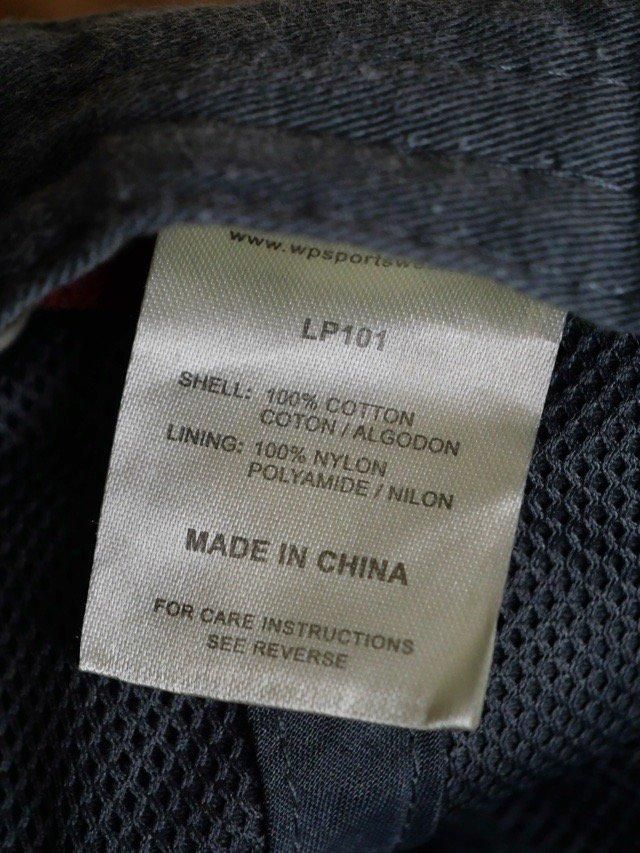 www.wpsportswe
LP101
SHELL: 100% COTTON
COTON / ALGODON
LINING: 100% NYLON
POLYAMIDE / NILON
MADE IN CHINA
FOR CARE INSTRUCTIONS
SEE REVERSE